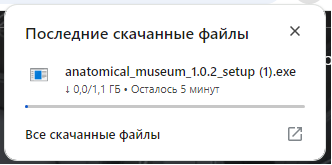 Последние скачанные файлы
anatomical_museum_1.0.2_setup (1).exe
↓ 0,0/1,1 ГБ • Осталось 5 минут
Все скачанные файлы